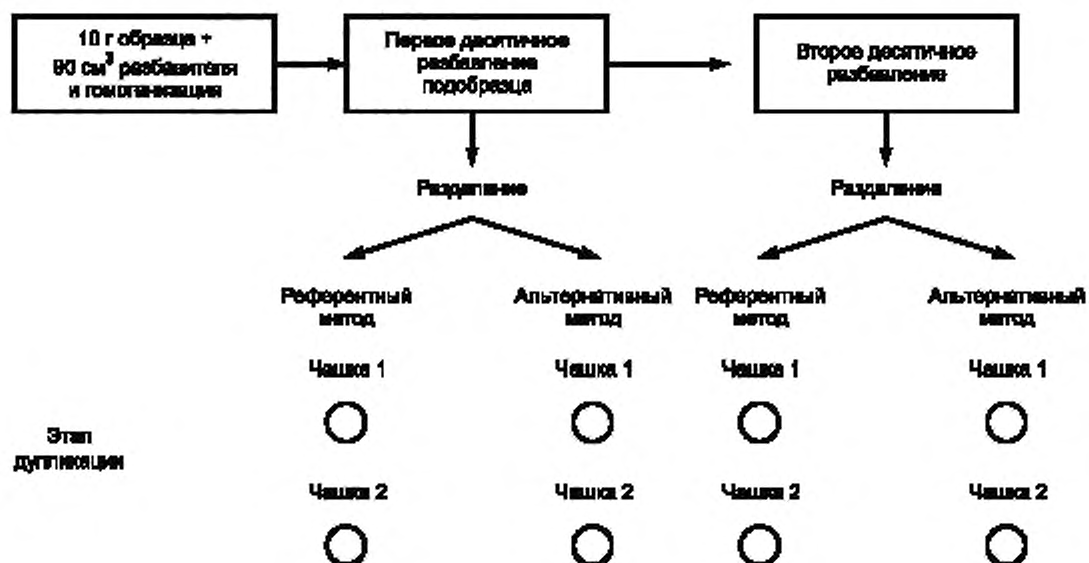 10 г образца +
90 см³ разбавителя
и гомогенизация
Первое десятичное
разбавление
подобразца
Второе десятичное
разбавление
Разделение
Разделение
Референтный
метод
Альтернативный
метод
Референтный
метод
Альтернативный
метод
Чашка 1
Чашка 1
Чашка 1
Чашка 1
Этап
дупликации
Чашка 2
Чашка 2
Чашка 2
Чашка 2